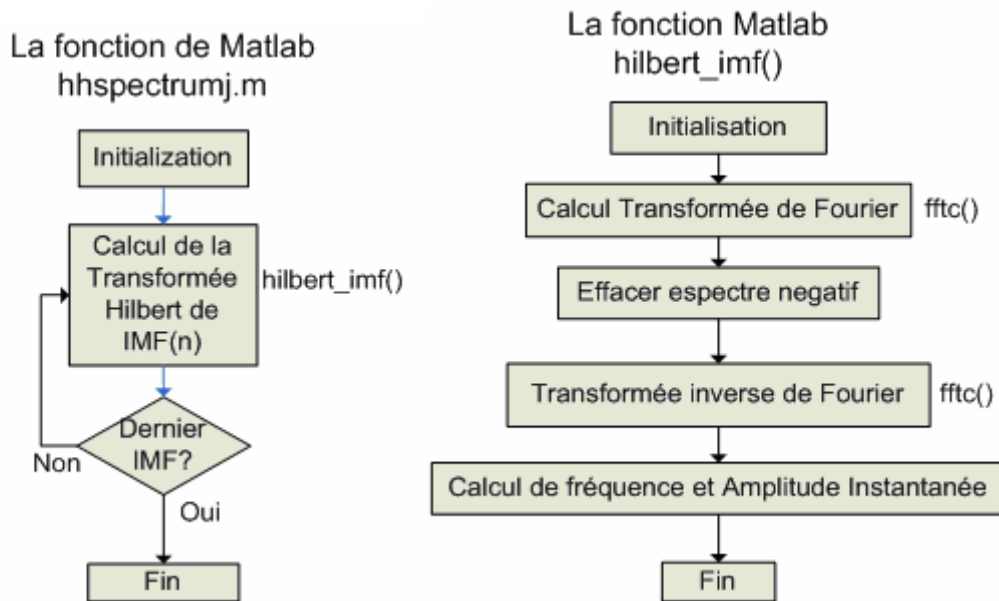 La fonction de Matlab
hhspectrumj.m
Initialization
Calcul de la
Transformée
Hilbert de
IMF(n)
hilbert_imf()
Dernier
IMF?
Non
Oui
Fin
La fonction Matlab
hilbert_imf()
Initialisation
Calcul Transformée de Fourier
fftc()
Effacer espectre negatif
Transformée inverse de Fourier
fftc()
Calcul de fréquence et Amplitude Instantanée
Fin